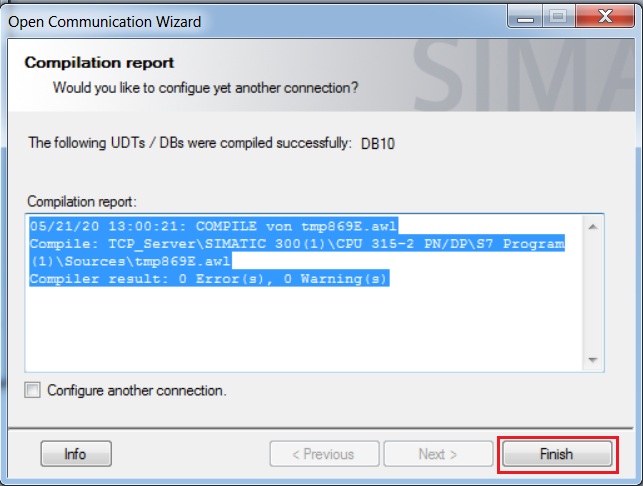 Open Communication Wizard
SIMA
Compilation report
Would you like to configue yet another connection?
The following UDTs / DBs were compiled successfully: DB10
Compilation report:
05/21/20 13:00:21: COMPILE von tmp869E.awl
Compile: TCP_Server\SIMATIC 300(1)\CPU 315-2 PN/DP\S7 Program
(1)\Sources\tmp869E.awl
Compiler result: 0 Error(s), 0 Warning(s)
Configure another connection.
Info
< Previous
Next >
Finish